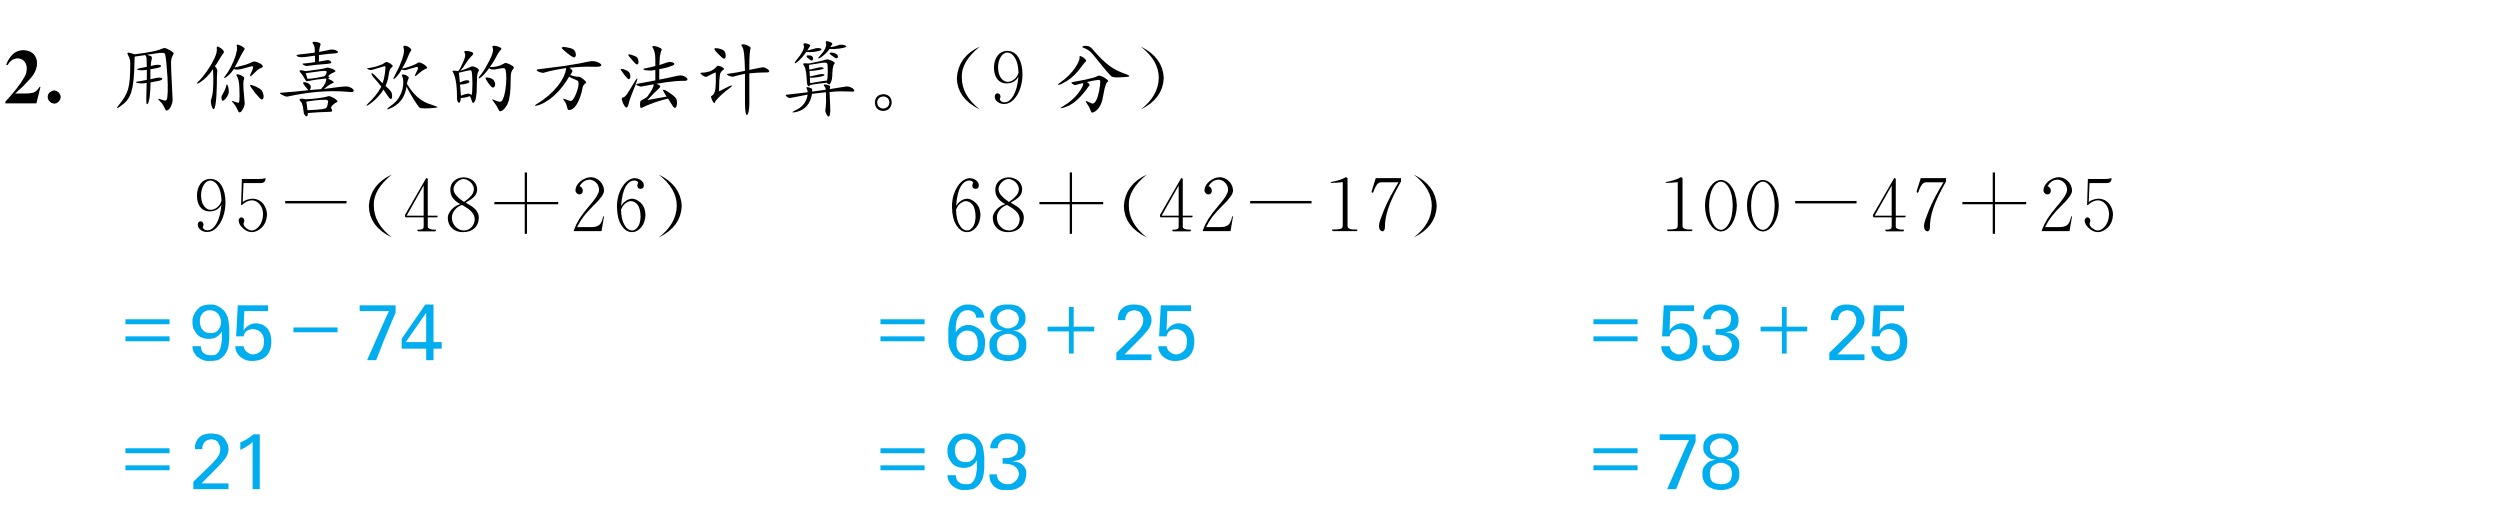 2. 用你喜欢的方法计算。(9 分)
95 − (48 + 26) 68 + (42 − 17) 100 − 47 + 25
= 95 − 74 = 68 + 25 = 53 + 25
= 21 = 93 = 78